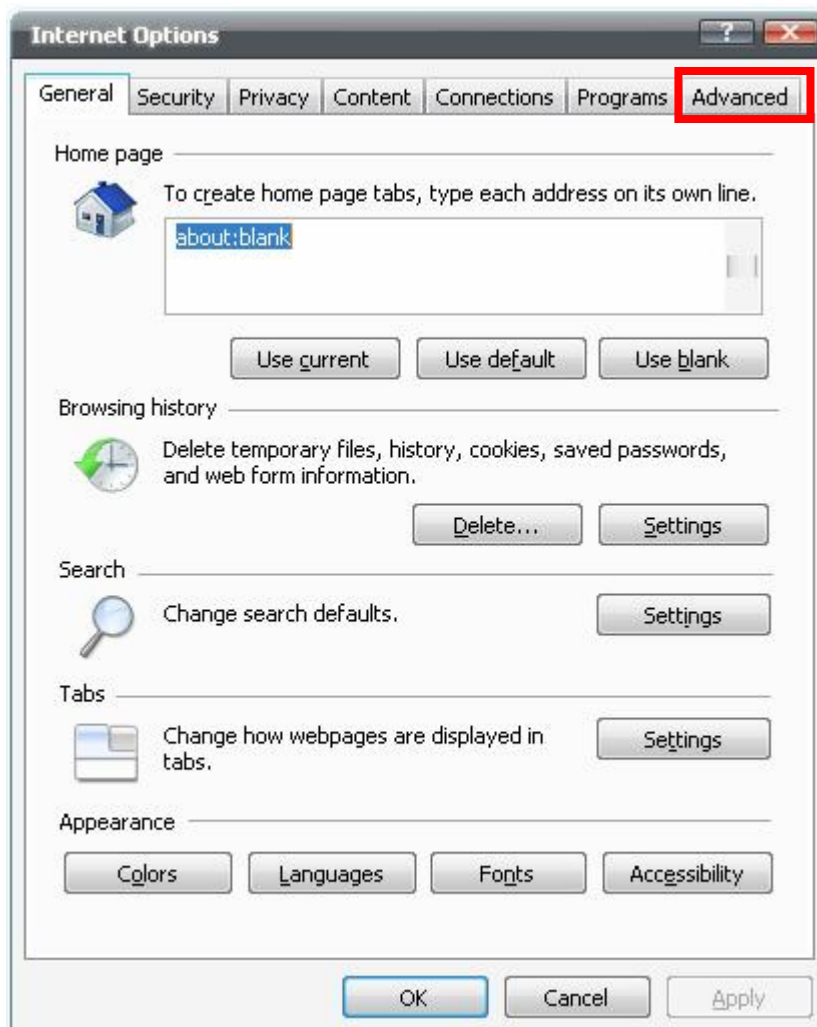 Internet Options
General Security Privacy Content Connections Programs Advanced
Home page
To create home page tabs, type each address on its own line.
about:blank
Use current Use default Use blank
Browsing history
Delete temporary files, history, cookies, saved passwords,
and web form information.
Delete... Settings
Search
Change search defaults. Settings
Tabs
Change how webpages are displayed in
tabs.
Settings
Appearance
Colors Languages Fonts Accessibility
OK Cancel Apply